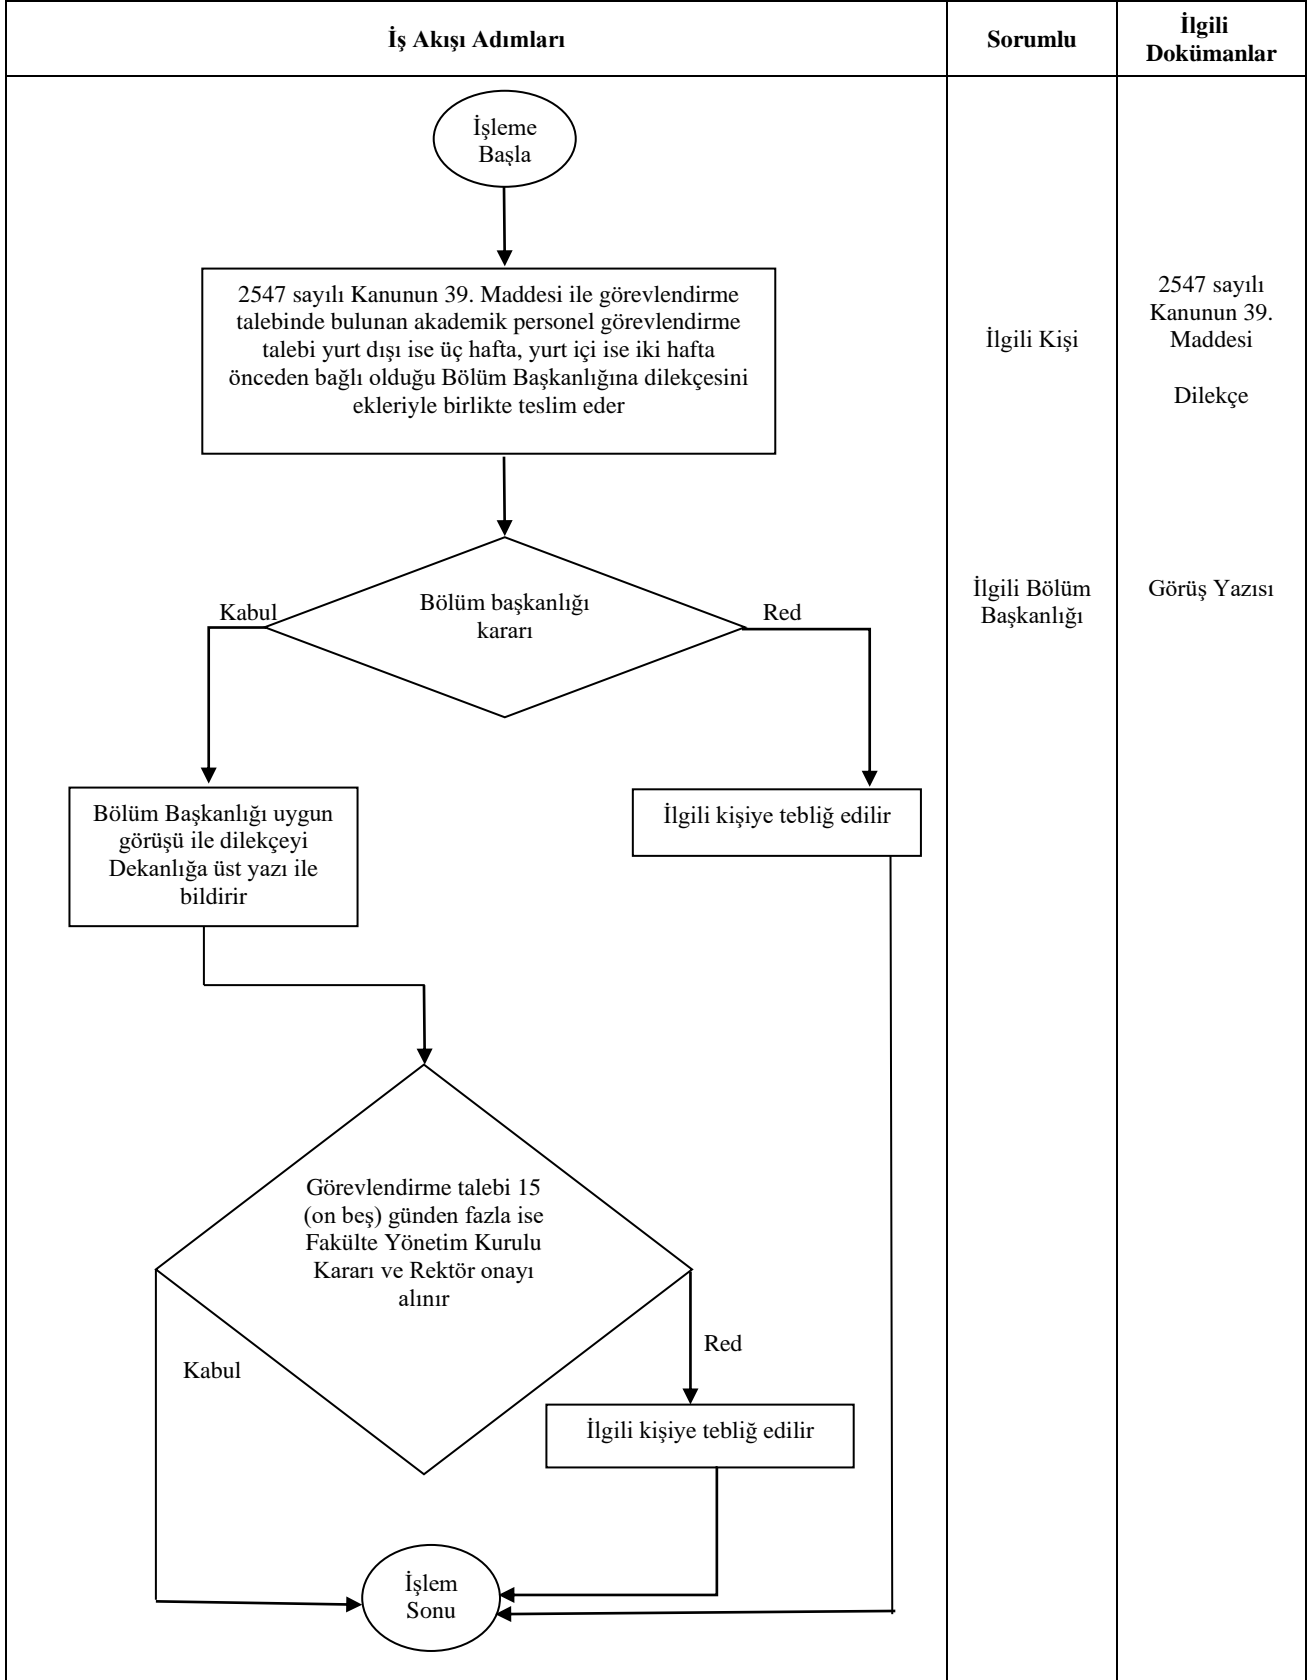 İş Akışı Adımları
Sorumlu
İlgili
Dokümanlar
İşleme
Başla
2547 sayılı Kanunun 39. Maddesi ile görevlendirme
talebinde bulunan akademik personel görevlendirme
talebi yurt dışı ise üç hafta, yurt içi ise iki hafta
önceden bağlı olduğu Bölüm Başkanlığına dilekçesini
ekleriyle birlikte teslim eder
İlgili Kişi
2547 sayılı
Kanunun 39.
Maddesi
Dilekçe
Kabul
Bölüm başkanlığı
kararı
Red
İlgili Bölüm
Başkanlığı
Görüş Yazısı
Bölüm Başkanlığı uygun
görüşü ile dilekçeyi
Dekanlığa üst yazı ile
bildirir
İlgili kişiye tebliğ edilir
Görevlendirme talebi 15
(on beş) günden fazla ise
Fakülte Yönetim Kurulu
Kararı ve Rektör onayı
alınır
Kabul
Red
İlgili kişiye tebliğ edilir
İşlem
Sonu